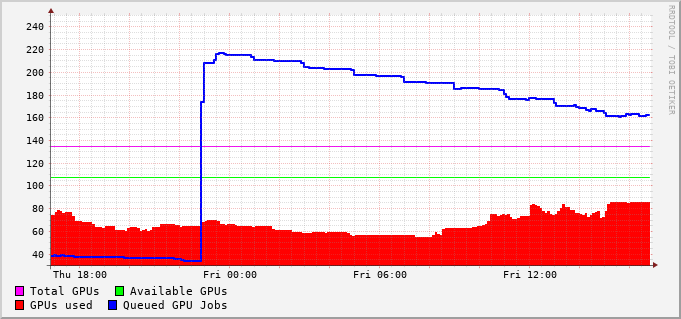 240
220
200
180
160
140
120
100
80
60
40
Thu 18:00 Fri 00:00 Fri 06:00 Fri 12:00
Total GPUs Available GPUs
GPUs used Queued GPU Jobs
RRDTOOL / TOBI OETIKER